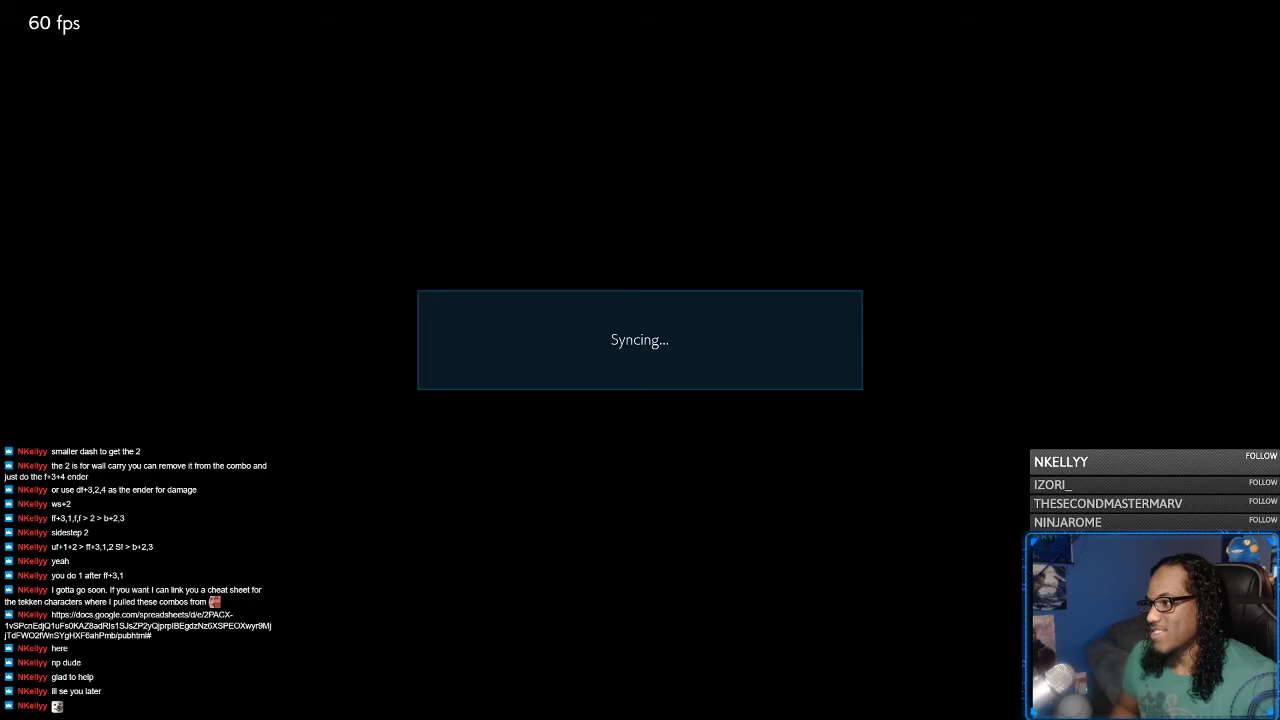 60 fps
Syncing...
NKellyy smaller dash to get the 2
NKellyy the 2 is for wall carry you can remove it from the combo and
just do the f+3+4 ender
NKellyy or use df+3,2,4 as the ender for damage
NKellyy ws+2
NKellyy ff+3,1,f,f > 2 > b+2,3
NKellyy sidestep 2
NKellyy uf+1+2 > ff+3,1,2 S! > b+2,3
NKellyy yeah
NKellyy you do 1 after ff+3,1
NKellyy I gotta go soon. If you want I can link you a cheat sheet for
the tekken characters where I pulled these combos from
NKellyy https://docs.google.com/spreadsheets/d/e/2PACX-
NKellyy here
NKellyy np dude
NKellyy glad to help
NKellyy ill se you later
NKellyy
NKELLYY FOLLOW
IZORI_ FOLLOW
THESECONDMASTERMARV FOLLOW
NINJAROME FOLLOW